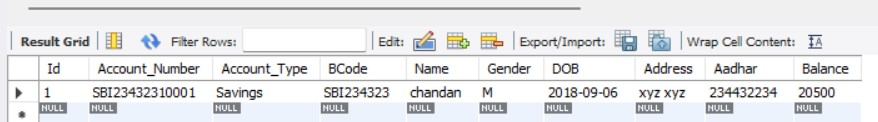 Result Grid Filter Rows: Edit: Export/Import: Wrap Cell Content: IA
Id Account_Number Account_Type BCode Name Gender DOB Address Aadhar Balance
1 SBI23432310001 Savings SBI234323 chandan M 2018-09-06 xyz xyz 234432234 20500
NULL NULL NULL NULL NULL NULL NULL NULL NULL NULL